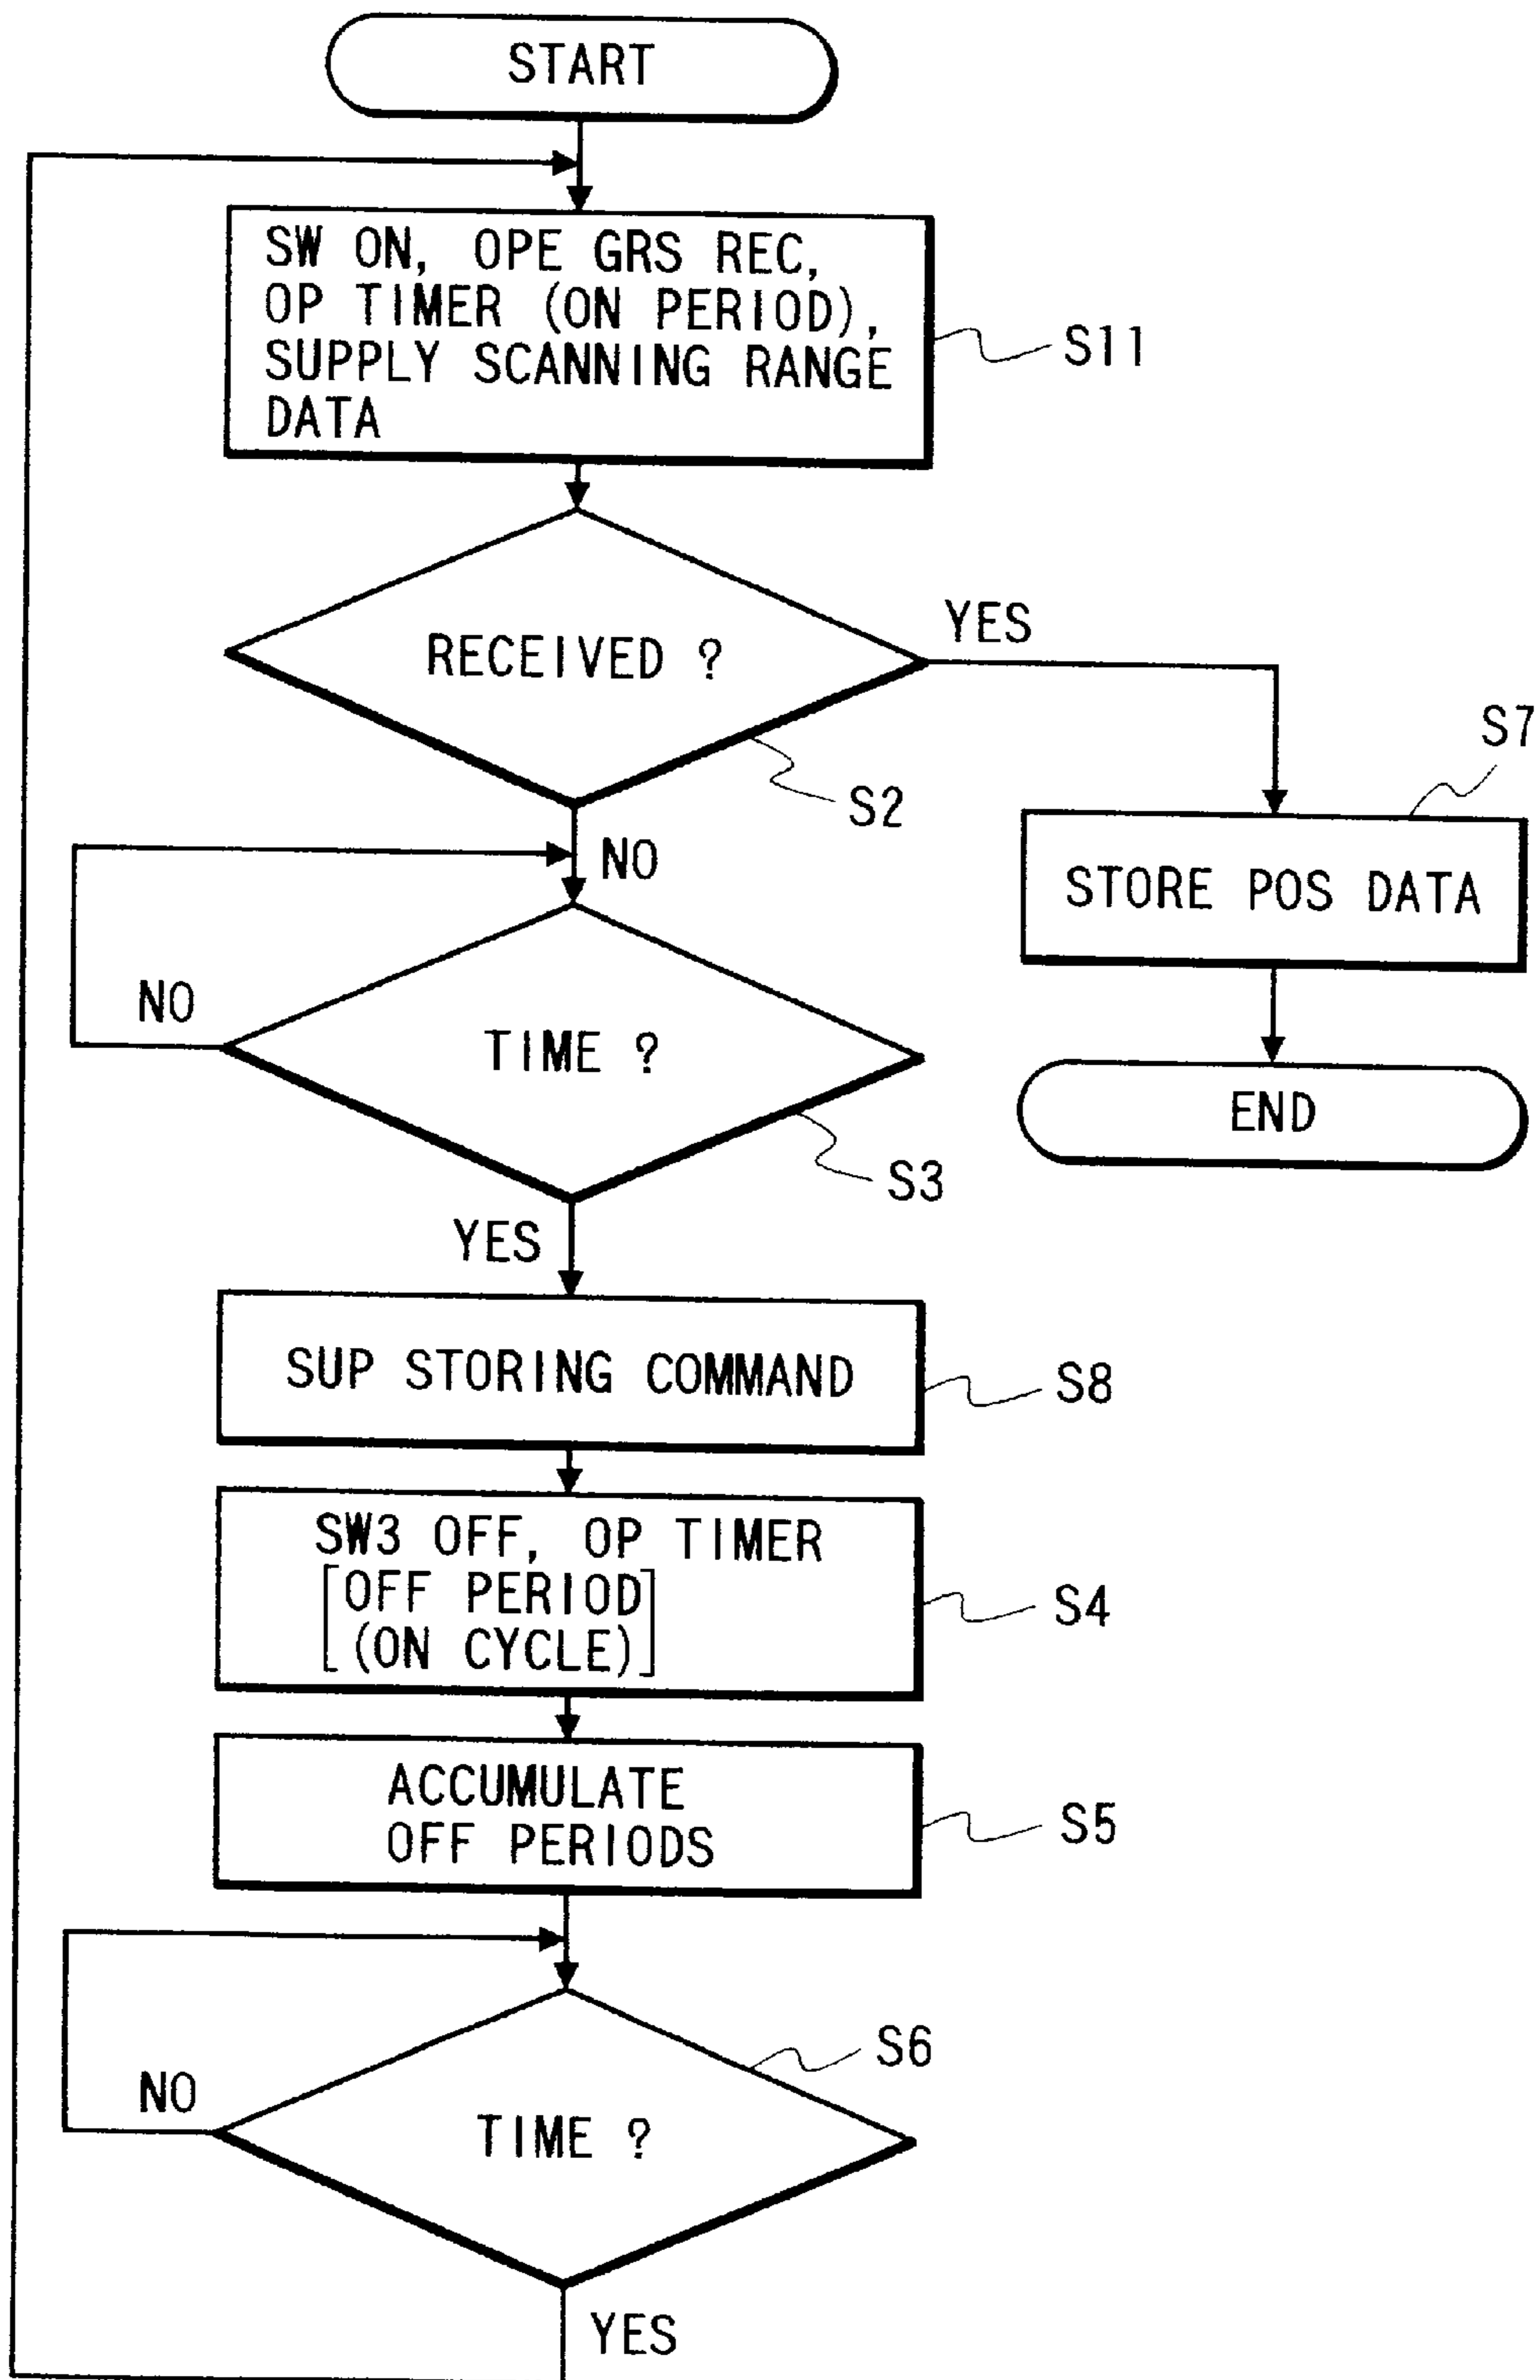 START
SW ON, OPE GRS REC,
OP TIMER (ON PERIOD),
SUPPLY SCANNING RANGE
DATA
S11
RECEIVED ?
YES
S2
S7
STORE POS DATA
END
NO
TIME ?
NO
S3
YES
SUP STORING COMMAND
S8
SW3 OFF, OP TIMER
[OFF PERIOD]
[(ON CYCLE)]
S4
ACCUMULATE
OFF PERIODS
S5
TIME ?
NO
S6
YES